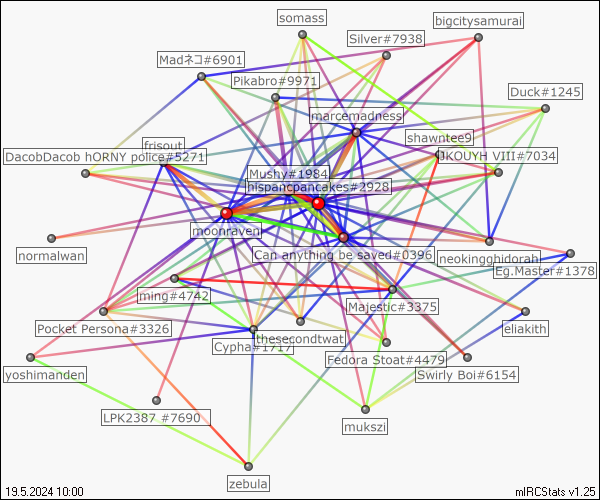 somass
bigcitysamurai
Silver#7938
Madネコ#6901
Pikabro#9971
Duck#1245
marcemadness
shawntee9
frisout
JKOUYH VIII#7034
DacobDacob hORNY police#5271
Mushy#1984
hispancpancakes#2928
moonraven
normalwan
Can anything be saved#0396
neokingghidorah
Eg.Master#1378
ming#4742
Majestic#3375
Pocket Persona#3326
eliakith
thesecondtwat
Cypha#1717
Fedora Stoat#4479
yoshimanden
Swirly Boi#6154
LPK2387 #7690
mukszi
zebula
19.5.2024 10:00
mIRCStats v1.25